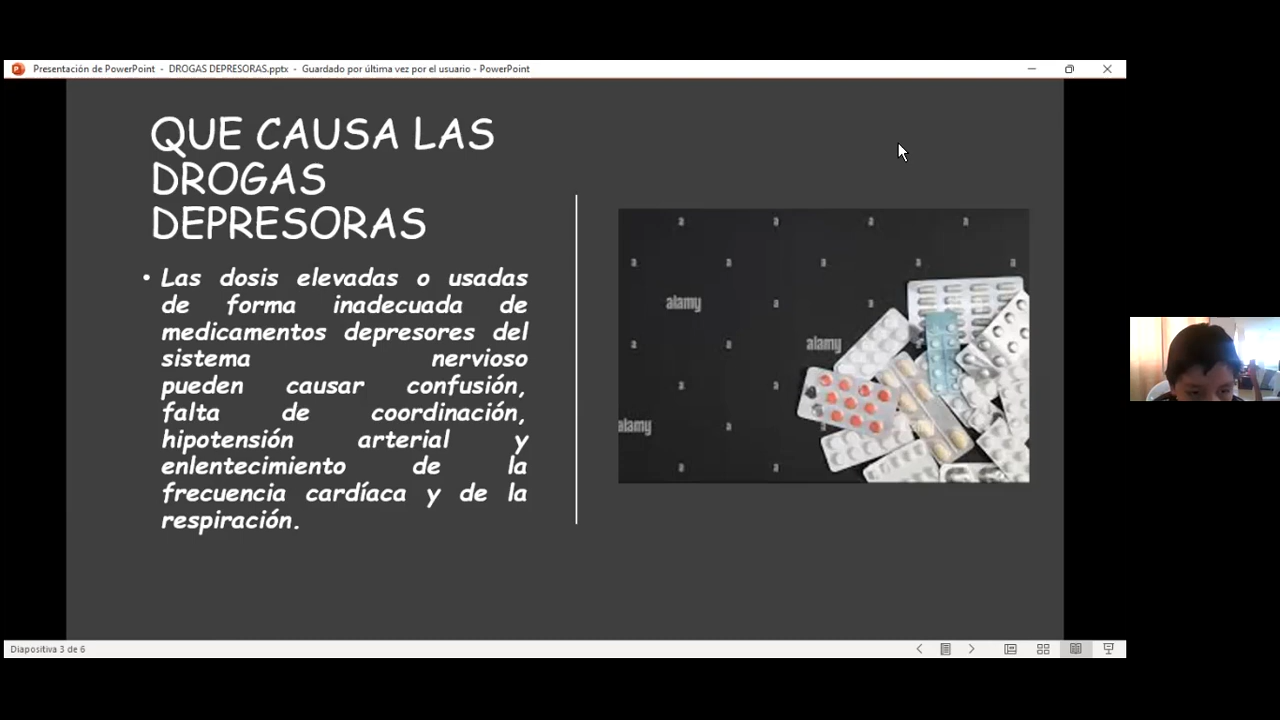 Presentación de PowerPoint - DROGAS DEPRESORAS.pptx - Guardado por última vez por el usuario - PowerPoint
QUE CAUSA LAS
DROGAS
DEPRESORAS
• Las dosis elevadas o usadas
de forma inadecuada de
medicamentos depresores del
sistema nervioso
pueden causar confusión,
falta de coordinación,
hipotensión arterial y
enlentecimiento de la
frecuencia cardíaca y de la
respiración.
a a a a
a a a a a
alamy a a
a a alamy a
a a
alamy a a alamy
a a
Diapositiva 3 de 6